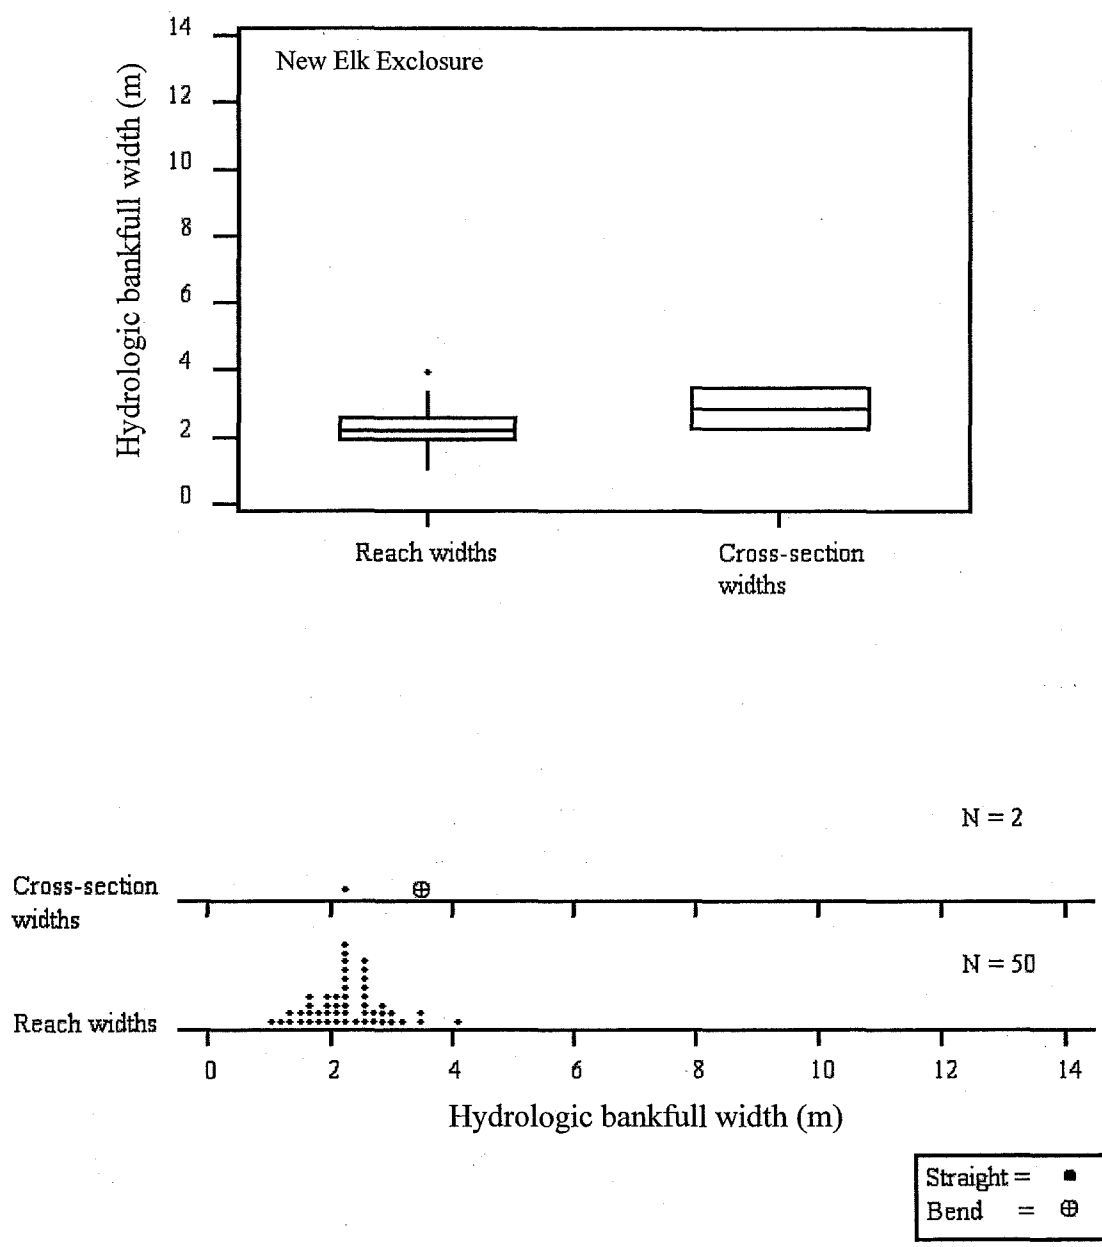 New Elk Exclosure
Hydrologic bankfull width (m)
14
12
10
8
6
4
2
0
Reach widths
Cross-section
widths
N = 2
Cross-section
widths
N = 50
Reach widths
0 2 4 6 8 10 12 14
Hydrologic bankfull width (m)
Straight =
Bend =